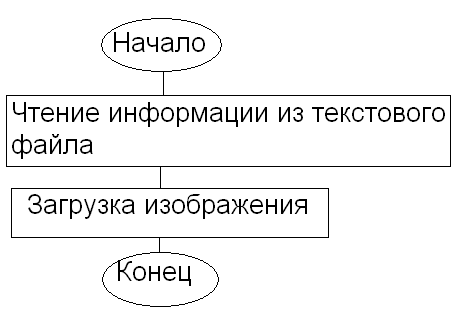 Начало
Чтение информации из текстового
файла
Загрузка изображения
Конец